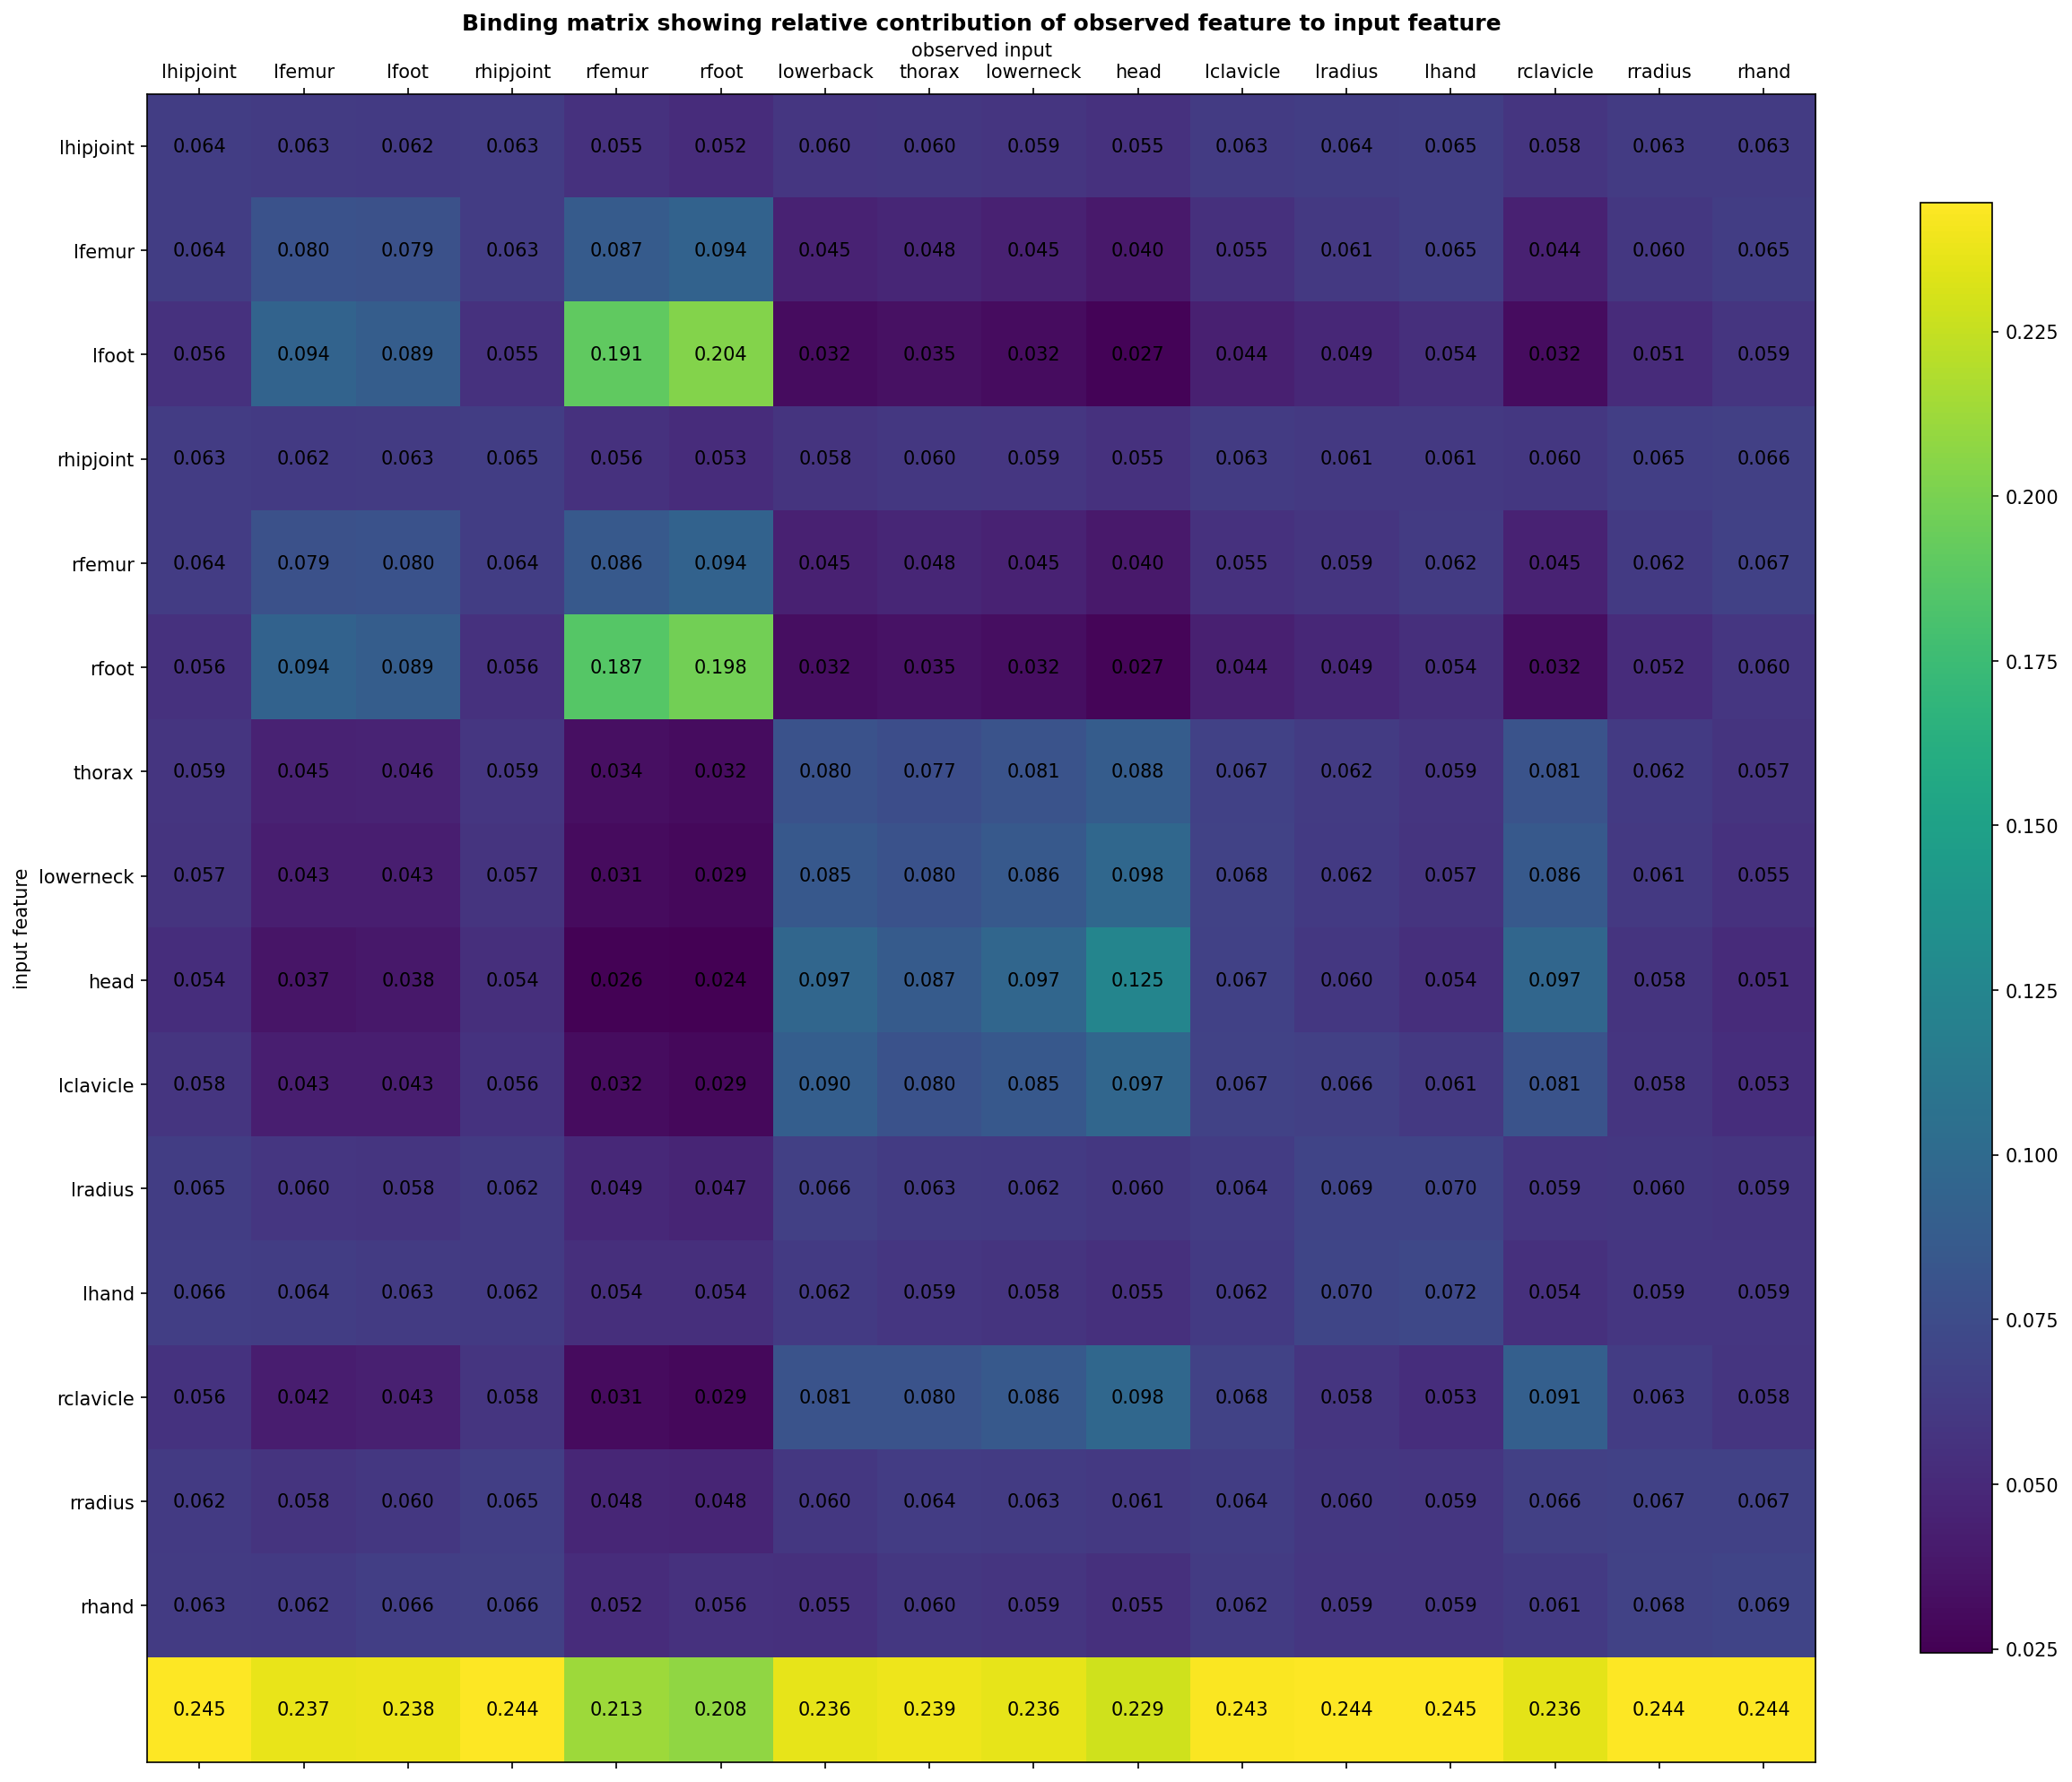 Binding matrix showing relative contribution of observed feature to input feature
observed input
lhipjoint lfemur lfoot rhipjoint rfemur rfoot lowerback thorax lowerneck head lclavicle lradius lhand rclavicle rradius rhand
lhipjoint 0.064 0.063 0.062 0.063 0.055 0.052 0.060 0.060 0.059 0.055 0.063 0.064 0.065 0.058 0.063 0.063
lfemur 0.064 0.080 0.079 0.063 0.087 0.094 0.045 0.048 0.045 0.040 0.055 0.061 0.065 0.044 0.060 0.065
0.225
lfoot 0.056 0.094 0.089 0.055 0.191 0.204 0.032 0.035 0.032 0.027 0.044 0.049 0.054 0.032 0.051 0.059
rhipjoint 0.063 0.062 0.063 0.065 0.056 0.053 0.058 0.060 0.059 0.055 0.063 0.061 0.061 0.060 0.065 0.066
0.200
rfemur 0.064 0.079 0.080 0.064 0.086 0.094 0.045 0.048 0.045 0.040 0.055 0.059 0.062 0.045 0.062 0.067
rfoot 0.056 0.094 0.089 0.056 0.187 0.198 0.032 0.035 0.032 0.027 0.044 0.049 0.054 0.032 0.052 0.060
0.175
thorax 0.059 0.045 0.046 0.059 0.034 0.032 0.080 0.077 0.081 0.088 0.067 0.062 0.059 0.081 0.062 0.057
0.150
input feature
lowerneck 0.057 0.043 0.043 0.057 0.031 0.029 0.085 0.080 0.086 0.098 0.068 0.062 0.057 0.086 0.061 0.055
head 0.054 0.037 0.038 0.054 0.026 0.024 0.097 0.087 0.097 0.125 0.067 0.060 0.054 0.097 0.058 0.051
0.125
lclavicle 0.058 0.043 0.043 0.056 0.032 0.029 0.090 0.080 0.085 0.097 0.067 0.066 0.061 0.081 0.058 0.053
0.100
lradius 0.065 0.060 0.058 0.062 0.049 0.047 0.066 0.063 0.062 0.060 0.064 0.069 0.070 0.059 0.060 0.059
lhand 0.066 0.064 0.063 0.062 0.054 0.054 0.062 0.059 0.058 0.055 0.062 0.070 0.072 0.054 0.059 0.059
0.075
rclavicle 0.056 0.042 0.043 0.058 0.031 0.029 0.081 0.080 0.086 0.098 0.068 0.058 0.053 0.091 0.063 0.058
0.050
rradius 0.062 0.058 0.060 0.065 0.048 0.048 0.060 0.064 0.063 0.061 0.064 0.060 0.059 0.066 0.067 0.067
rhand 0.063 0.062 0.066 0.066 0.052 0.056 0.055 0.060 0.059 0.055 0.062 0.059 0.059 0.061 0.068 0.069
0.025
0.245 0.237 0.238 0.244 0.213 0.208 0.236 0.239 0.236 0.229 0.243 0.244 0.245 0.236 0.244 0.244